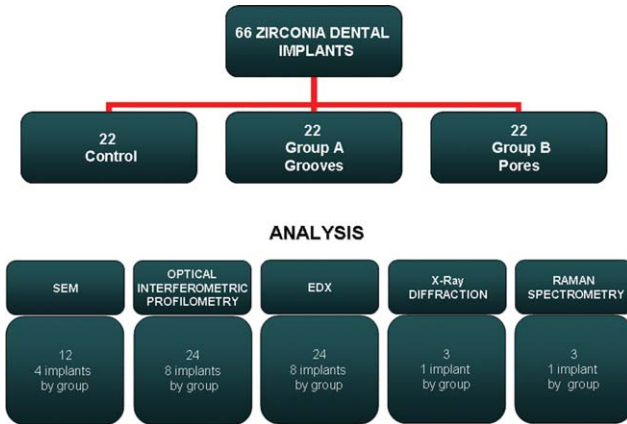 66 ZIRCONIA DENTAL
IMPLANTS
22
Control
22
Group A
Grooves
22
Group B
Pores
ANALYSIS
SEM
OPTICAL
INTERFEROMETRIC
PROFILOMETRY
EDX
X-Ray
DIFFRACTION
RAMAN
SPECTROMETRY
12
4 implants
by group
24
8 implants
by group
24
8 implants
by group
3
1 implant
by group
3
1 implant
by group